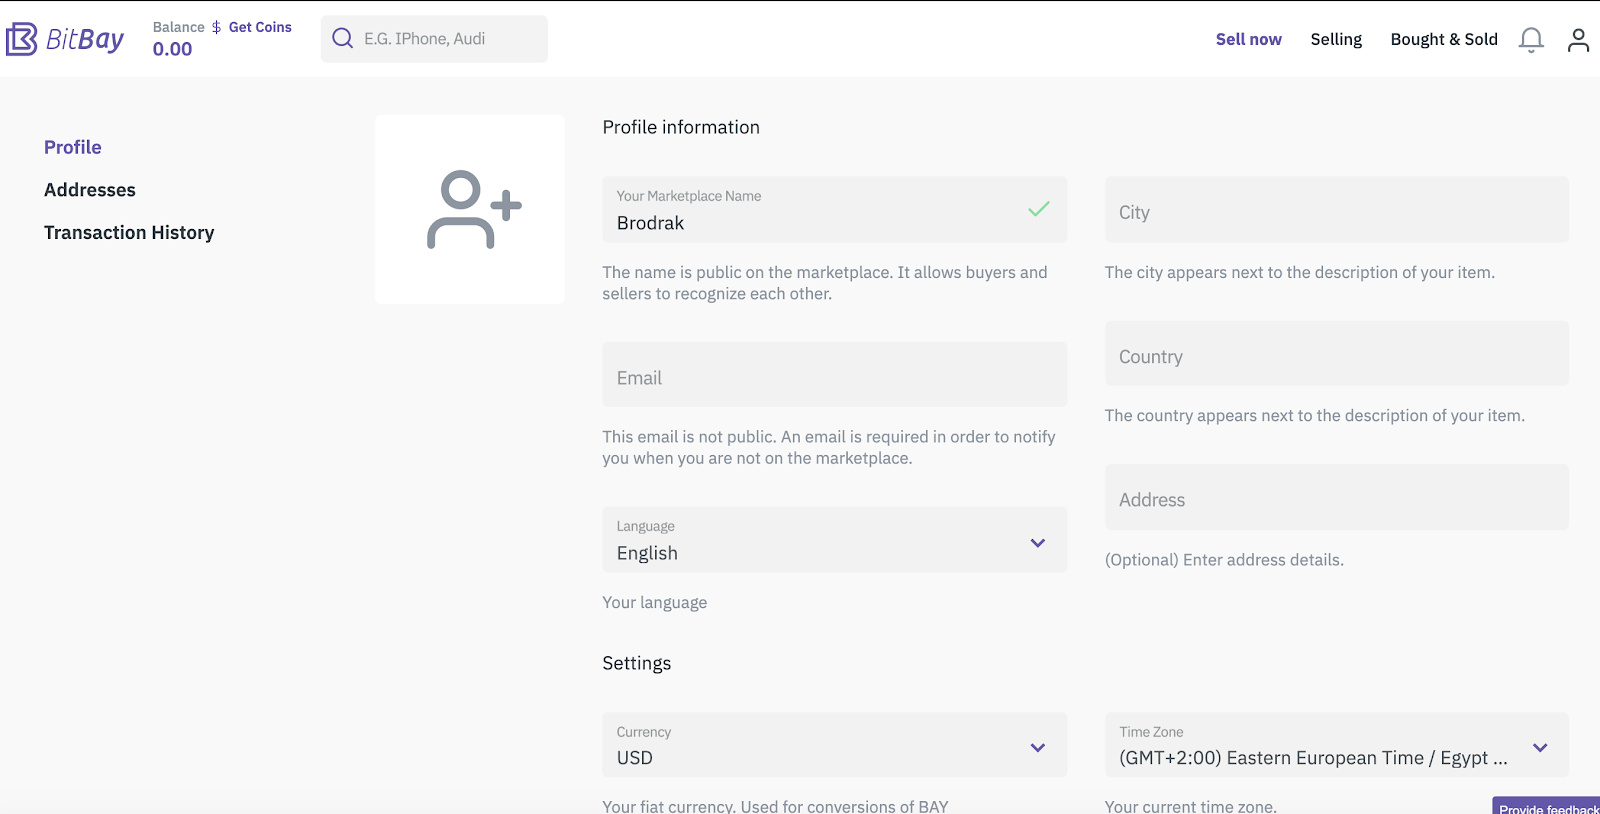 BitBay
Balance $ Get Coins
0.00
E.G. IPhone, Audi
Sell now
Selling
Bought & Sold
Profile
Addresses
Transaction History
Profile information
Your Marketplace Name
Brodrak
The name is public on the marketplace. It allows buyers and
sellers to recognize each other.
Email
This email is not public. An email is required in order to notify
you when you are not on the marketplace.
Language
English
Your language
City
The city appears next to the description of your item.
Country
The country appears next to the description of your item.
Address
(Optional) Enter address details.
Settings
Currency
USD
Your fiat currency. Used for conversions of BAY
Time Zone
(GMT+2:00) Eastern European Time / Egypt ...
Your current time zone.
Provide feedback